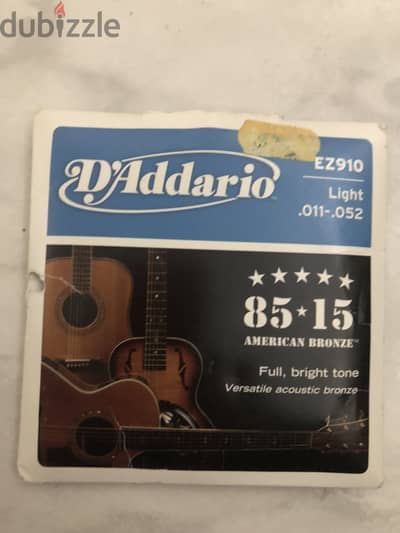 dubizzle
D'Addario
EZ910
Light
.011-.052
★★★★★
85★15
AMERICAN BRONZE™
Full, bright tone
Versatile acoustic bronze